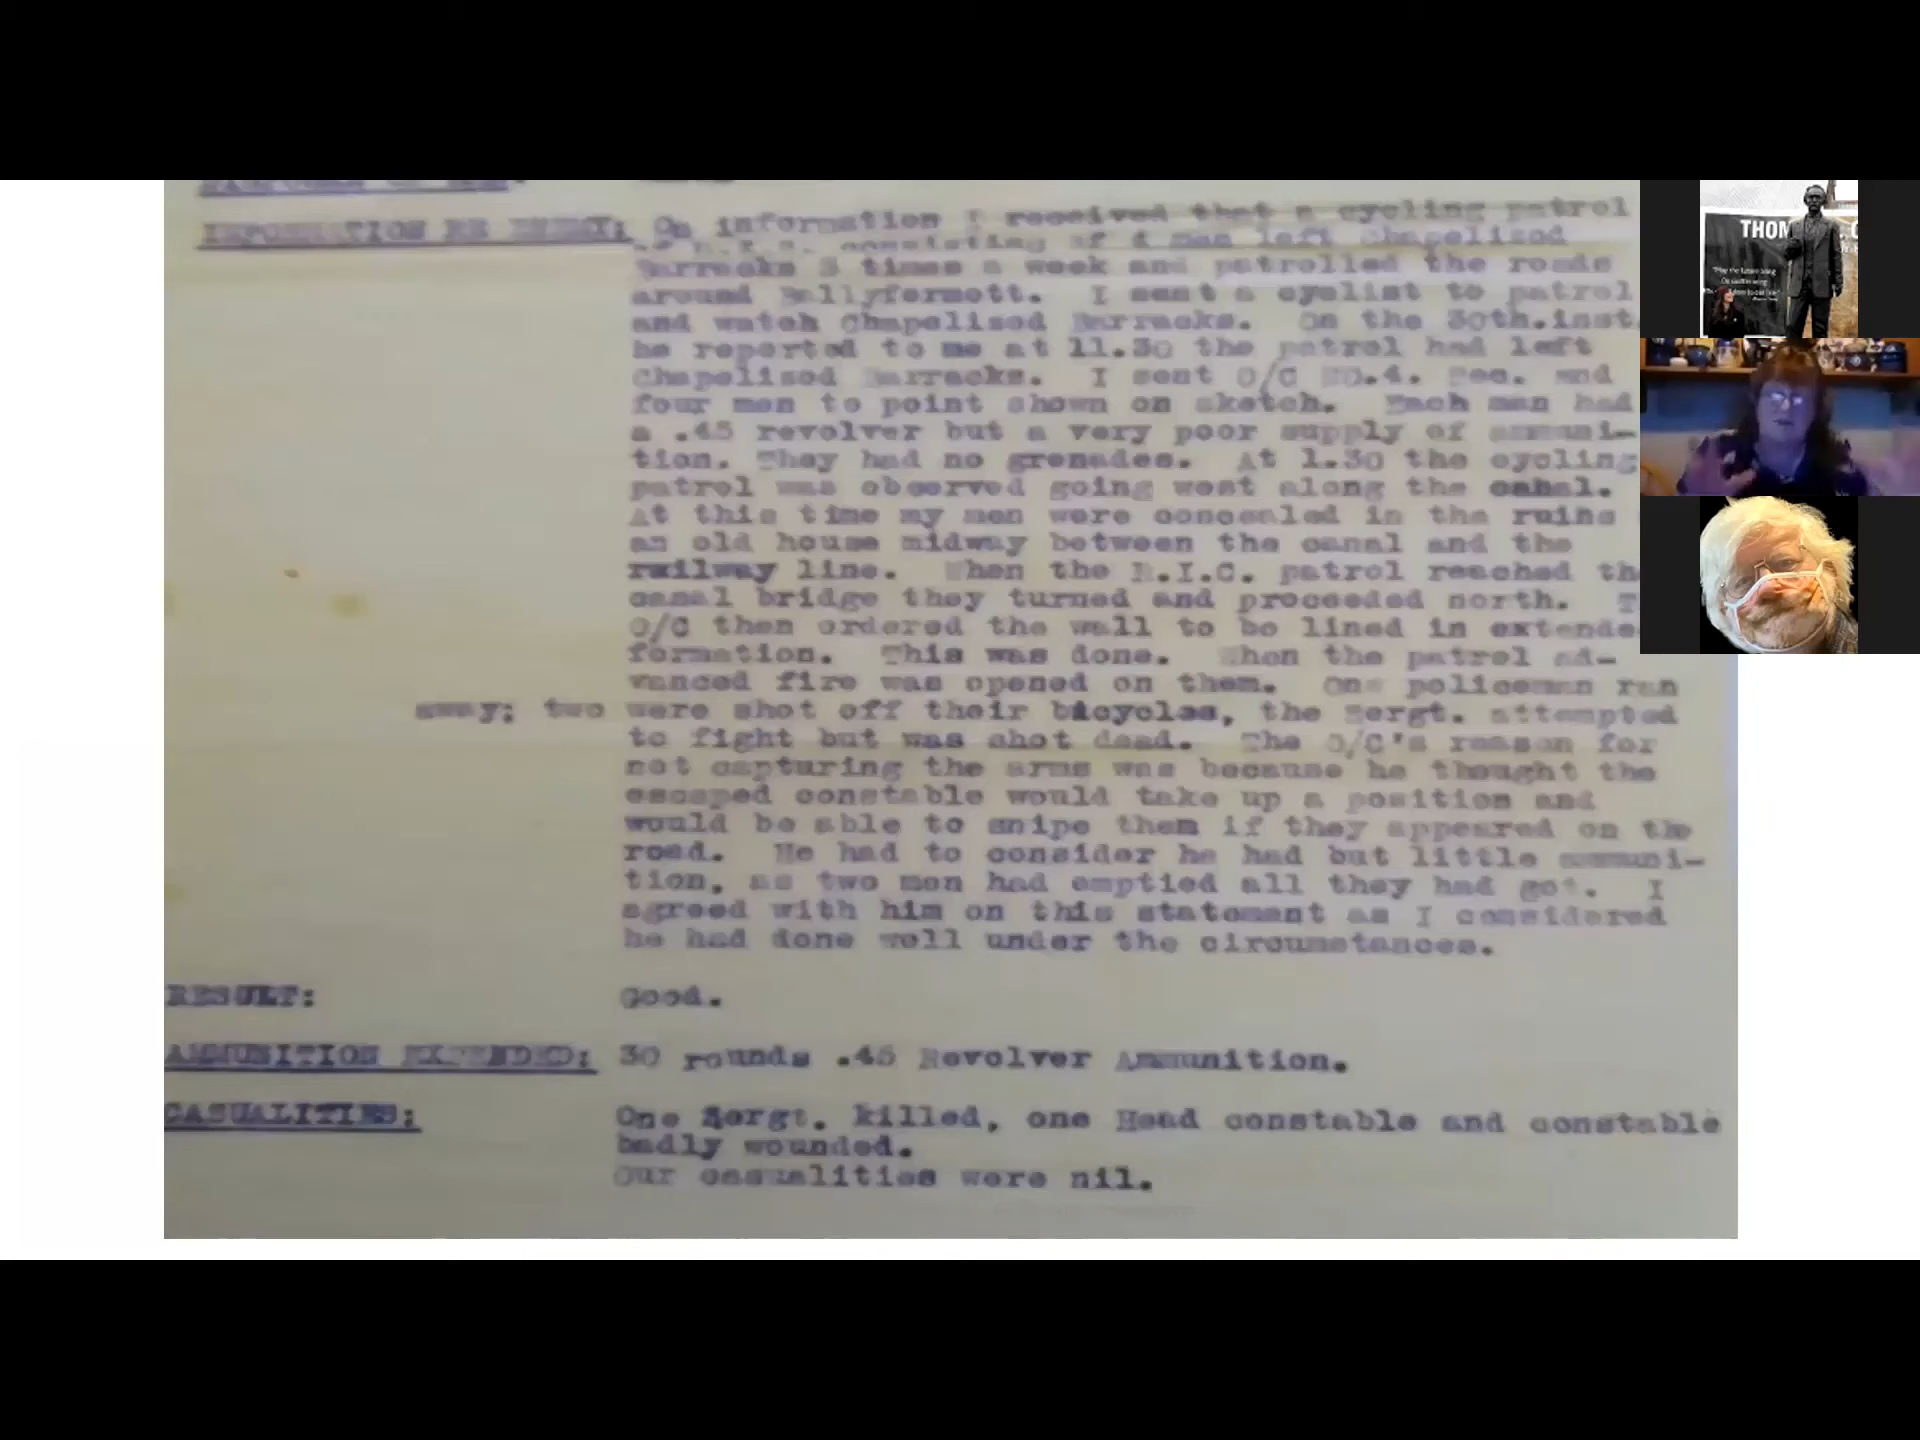 INFORMATION RE ENEMY: On information I received that a cycling patrol
of R.I.C. consisting of 4 men left Chapelizod
Barracks 3 times a week and patrolled the roads
around Ballyfermott. I sent a cyclist to patrol
and watch Chapelizod Barracks. On the 30th.inst.
he reported to me at 11.30 the patrol had left
Chapelizod Barracks. I sent O/C NO.4. Sec. and
four men to point shown on sketch. Each man had
a .45 revolver but a very poor supply of ammuni-
tion. They had no grenades. At 1.30 the cycling
patrol was observed going west along the canal.
At this time my men were concealed in the ruins
an old house midway between the canal and the
railway line. When the R.I.C. patrol reached the
canal bridge they turned and proceeded north.
O/C then ordered the wall to be lined in extende
formation. This was done. When the patrol ad-
vanced fire was opened on them. One policeman ran
away; two were shot off their bicycles, the Sergt. attempted
to fight but was shot dead. The O/C's reason for
not capturing the arms was because he thought the
escaped constable would take up a position and
would be able to snipe them if they appeared on the
road. He had to consider he had but little ammuni-
tion, as two men had emptied all they had got. I
agreed with him on this statement as I considered
he had done well under the circumstances.
RESULT: Good.
AMMUNITION EXPENDED: 30 rounds .45 Revolver Ammunition.
CASUALITIES: One Sergt. killed, one Head constable and constable
badly wounded.
Our casualities were nil.
THOM